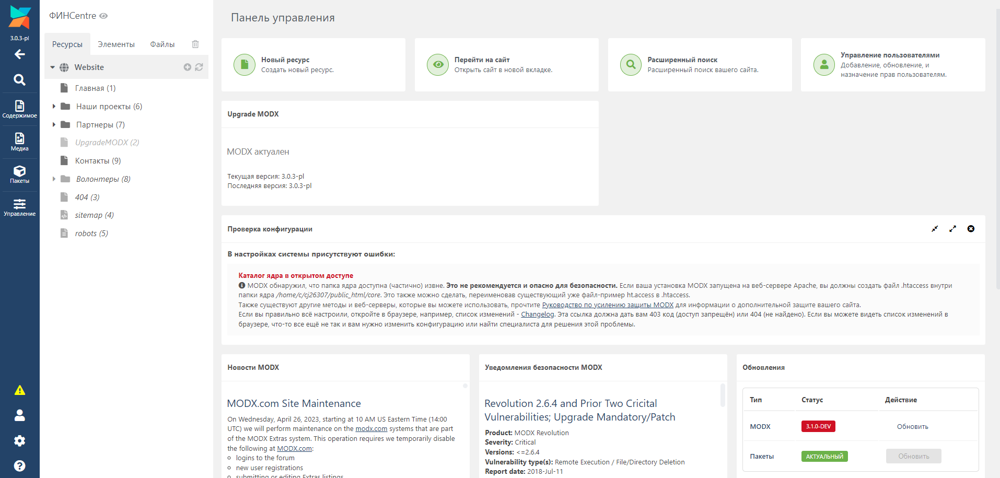 3.0.3-pl
Содержимое
Медиа
Пакеты
Управление
ФИНCentre
Ресурсы Элементы Файлы
Website
Главная (1)
Наши проекты (6)
Партнеры (7)
UpgradeMODX (2)
Контакты (9)
Волонтеры (8)
404 (3)
sitemap (4)
robots (5)
Панель управления
Новый ресурс
Создать новый ресурс.
Перейти на сайт
Открыть сайт в новой вкладке.
Расширенный поиск
Расширенный поиск вашего сайта.
Управление пользователями
Добавление, обновление, и
назначение прав пользователям.
Upgrade MODX
MODX актуален
Текущая версия: 3.0.3-pl
Последняя версия: 3.0.3-pl
Проверка конфигурации
В настройках системы присутствуют ошибки:
Каталог ядра в открытом доступе
MODX обнаружил, что папка ядра доступна (частично) извне. Это не рекомендуется и опасно для безопасности. Если ваша установка MODX запущена на веб-сервере Apache, вы должны создать файл .htaccess внутри
папки ядра /home/c/cj26307/public_html/core. Это также можно сделать, переименовав существующий уже файл-пример ht.access в .htaccess.
Также существуют другие методы и веб-серверы, которые вы можете использовать, прочтите Руководство по усилению защиты MODX для информации о дополнительной защите вашего сайта.
Если вы правильно всё настроили, откройте в браузере, например, список изменений - Changelog. Эта ссылка должна дать вам 403 код (доступ запрещён) или 404 (не найдено). Если вы можете видеть список изменений в
браузере, что-то все ещё не так и вам нужно изменить конфигурацию или найти специалиста для решения этой проблемы.
Новости MODX
MODX.com Site Maintenance
On Wednesday, April 26, 2023, starting at 10 AM US Eastern Time (14:00
UTC) we will perform maintenance on the modx.com systems that are part
of the MODX Extras system. This operation requires we temporarily disable
the following at MODX.com:
logins to the forum
new user registrations
submitting or editing Extras listings
Уведомления безопасности MODX
Revolution 2.6.4 and Prior Two Cricital
Vulnerabilities; Upgrade Mandatory/Patch
Product: MODX Revolution
Severity: Critical
Versions: <=2.6.4
Vulnerability type(s): Remote Execution / File/Directory Deletion
Report date: 2018-Jul-11
Обновления
Тип Статус Действие
MODX 3.1.0-DEV Обновить
Пакеты АКТУАЛЬНЫЙ Обновить